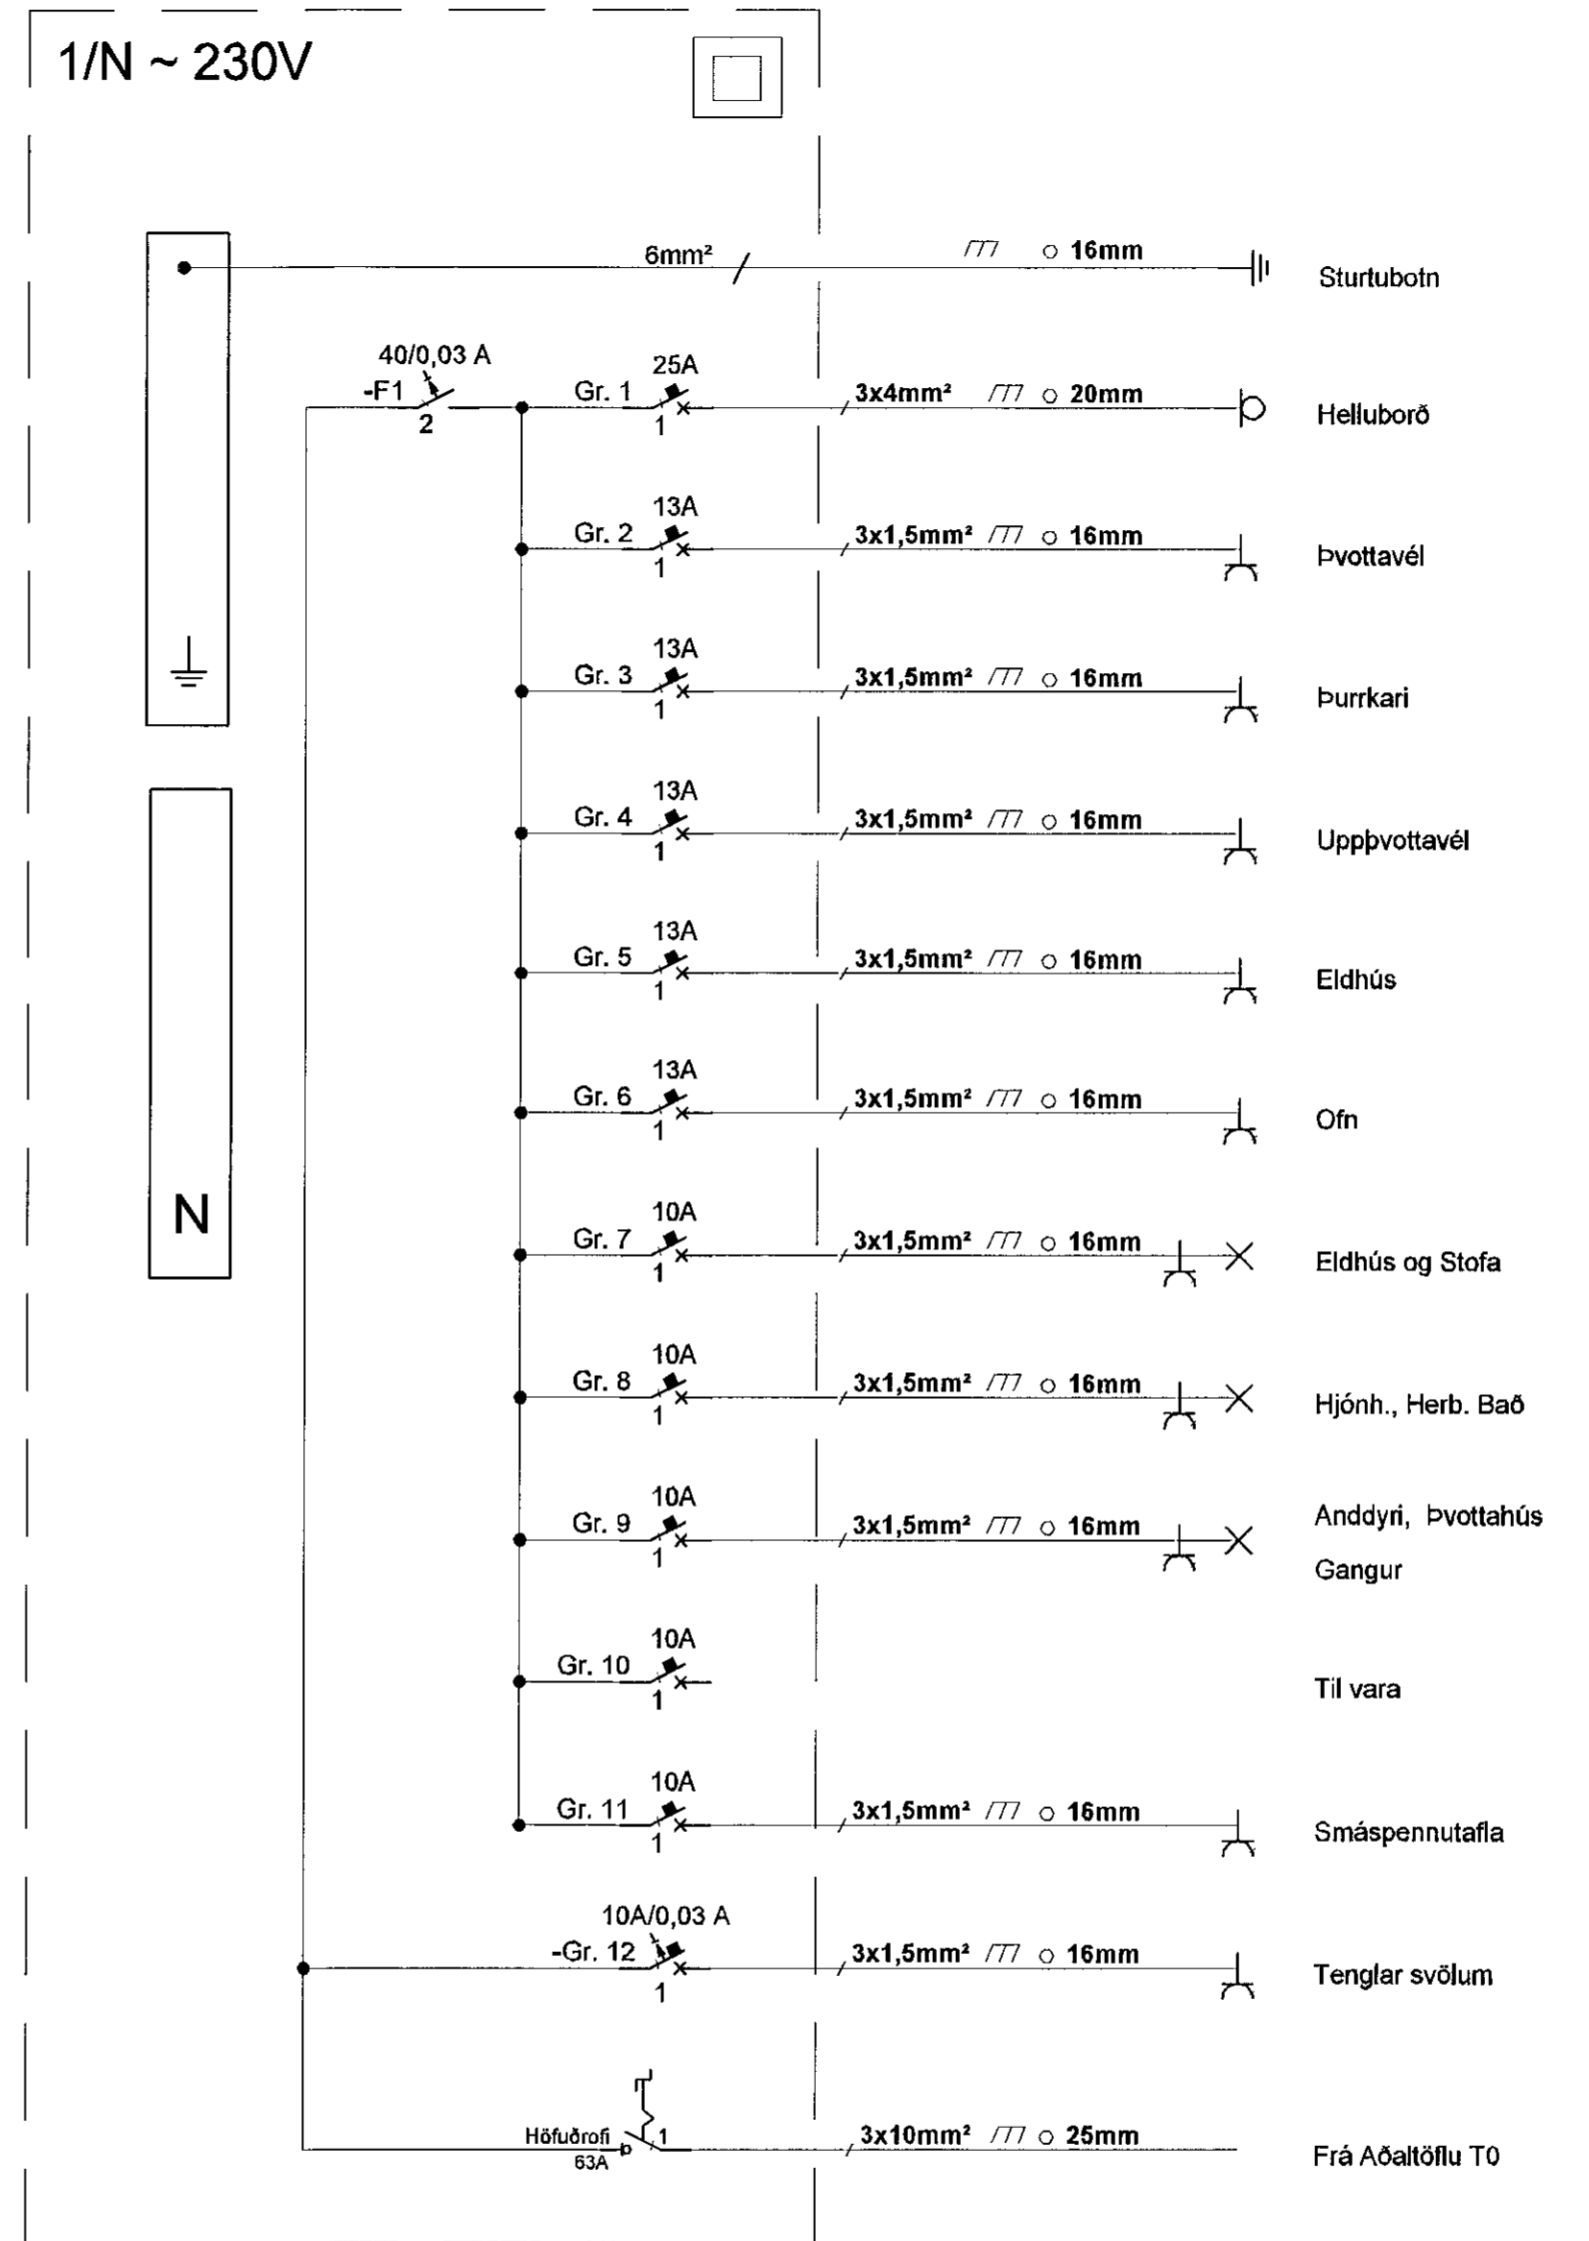 1/N ~ 230V
6mm²
16mm
Sturtubotn
40/0,03 A
-F1
2
25A
Gr. 1
1
3x4mm²
20mm
Helluborð
13A
Gr. 2
1
3x1,5mm²
16mm
Þvottavél
13A
Gr. 3
1
3x1,5mm²
16mm
Þurrkari
13A
Gr. 4
1
3x1,5mm²
16mm
Uppþvottavél
13A
Gr. 5
1
3x1,5mm²
16mm
Eldhús
13A
Gr. 6
1
3x1,5mm²
16mm
Ofn
10A
Gr. 7
1
3x1,5mm²
16mm
Eldhús og Stofa
N
10A
Gr. 8
1
3x1,5mm²
16mm
Hjónh., Herb. Bað
10A
Gr. 9
1
3x1,5mm²
16mm
Anddyri, Þvottahús
Gangur
10A
Gr. 10
1
Til vara
10A
Gr. 11
1
3x1,5mm²
16mm
Smáspennutafla
10A/0,03 A
-Gr. 12
1
3x1,5mm²
16mm
Tenglar svölum
Höfuðrofi
63A
1
3x10mm²
25mm
Frá Aðaltöflu T0